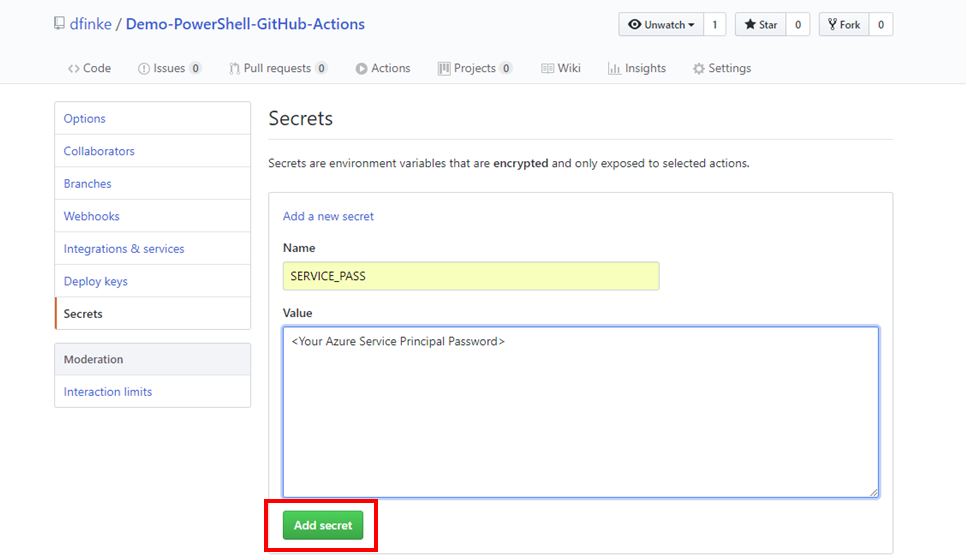 dfinke / Demo-PowerShell-GitHub-Actions
Unwatch 1 Star 0 Fork 0
Code Issues 0 Pull requests 0 Actions Projects 0 Wiki Insights Settings
Options
Collaborators
Branches
Webhooks
Integrations & services
Deploy keys
Secrets
Moderation
Interaction limits
Secrets
Secrets are environment variables that are encrypted and only exposed to selected actions.
Add a new secret
Name
SERVICE_PASS
Value
<Your Azure Service Principal Password>
Add secret